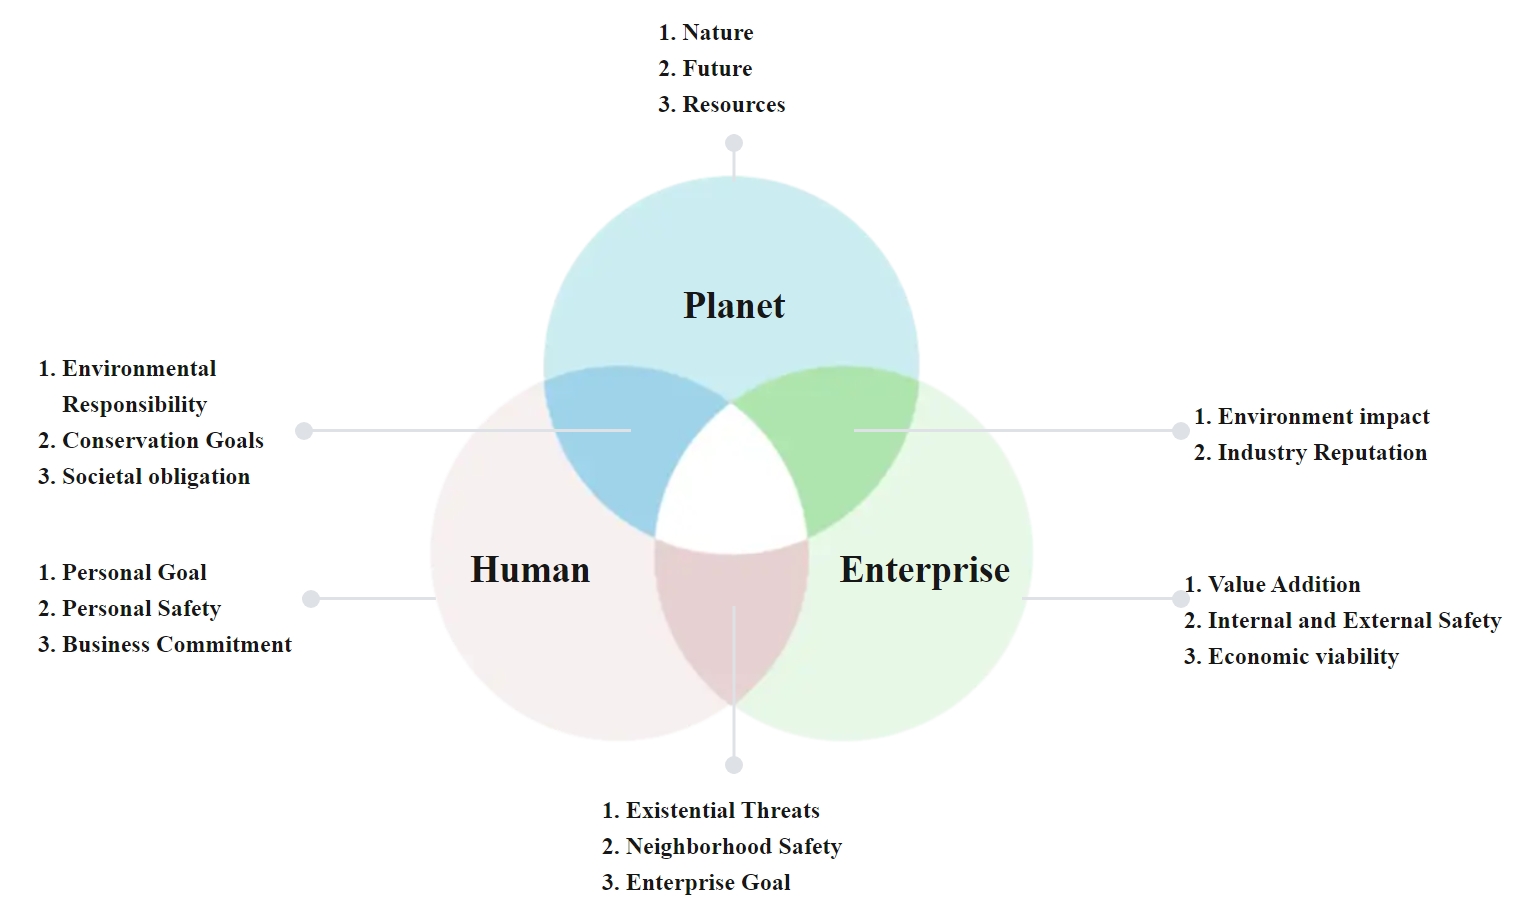 1. Nature
2. Future
3. Resources
Planet
1. Environmental
Responsibility
2. Conservation Goals
3. Societal obligation
1. Environment impact
2. Industry Reputation
Human
Enterprise
1. Personal Goal
2. Personal Safety
3. Business Commitment
1. Value Addition
2. Internal and External Safety
3. Economic viability
1. Existential Threats
2. Neighborhood Safety
3. Enterprise Goal